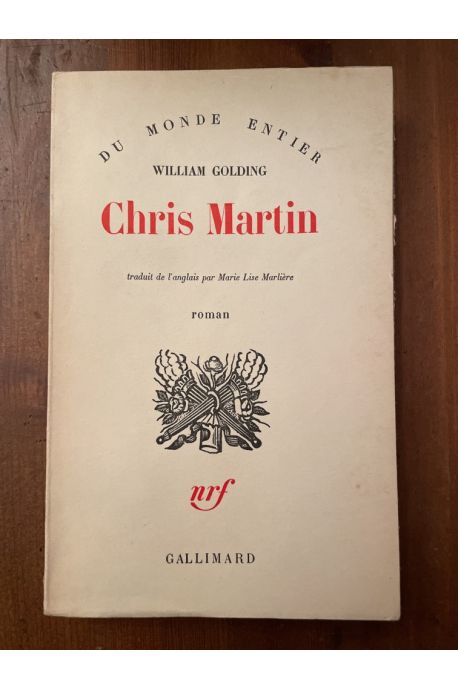 DU MONDE ENTIER
WILLIAM GOLDING
Chris Martin
traduit de l'anglais par Marie Lise Marlière
roman
nrf
GALLIMARD